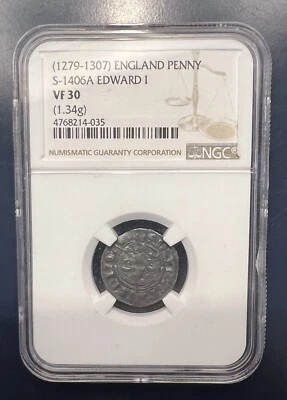 (1279-1307) ENGLAND PENNY
S-1406A EDWARD I
VF 30
(1.34g)
4768214-035
NUMISMATIC GUARANTY CORPORATION
NGC